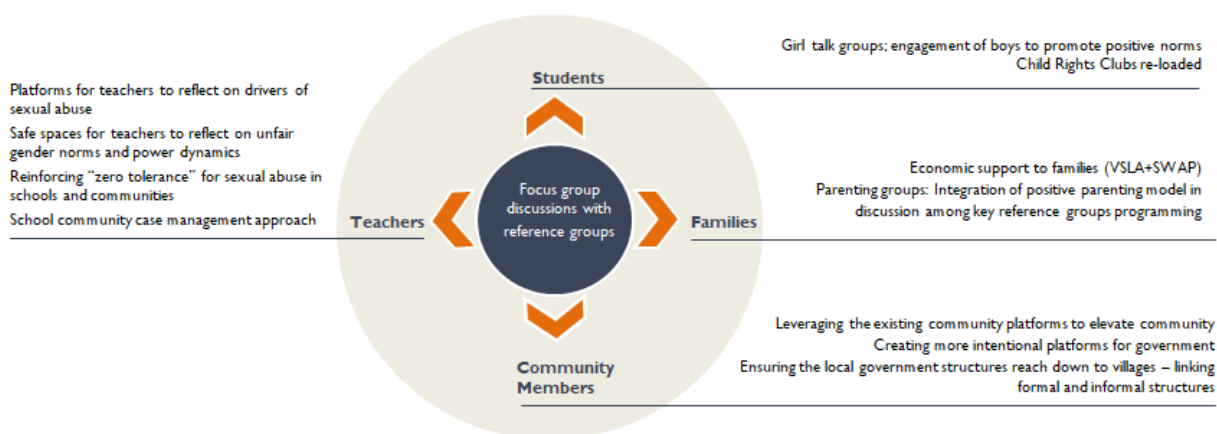 Girl talk groups; engagement of boys to promote positive norms
Child Rights Clubs re-loaded
Students
Platforms for teachers to reflect on drivers of
sexual abuse
Safe spaces for teachers to reflect on unfair
gender norms and power dynamics
Reinforcing “zero tolerance” for sexual abuse in
schools and communities
School community case management approach
Teachers
Focus group
discussions with
reference groups
Economic support to families (VSLA+SWAP)
Parenting groups: Integration of positive parenting model in
discussion among key reference groups programming
Families
Leveraging the existing community platforms to elevate community
Creating more intentional platforms for government
Ensuring the local government structures reach down to villages – linking
formal and informal structures
Community
Members